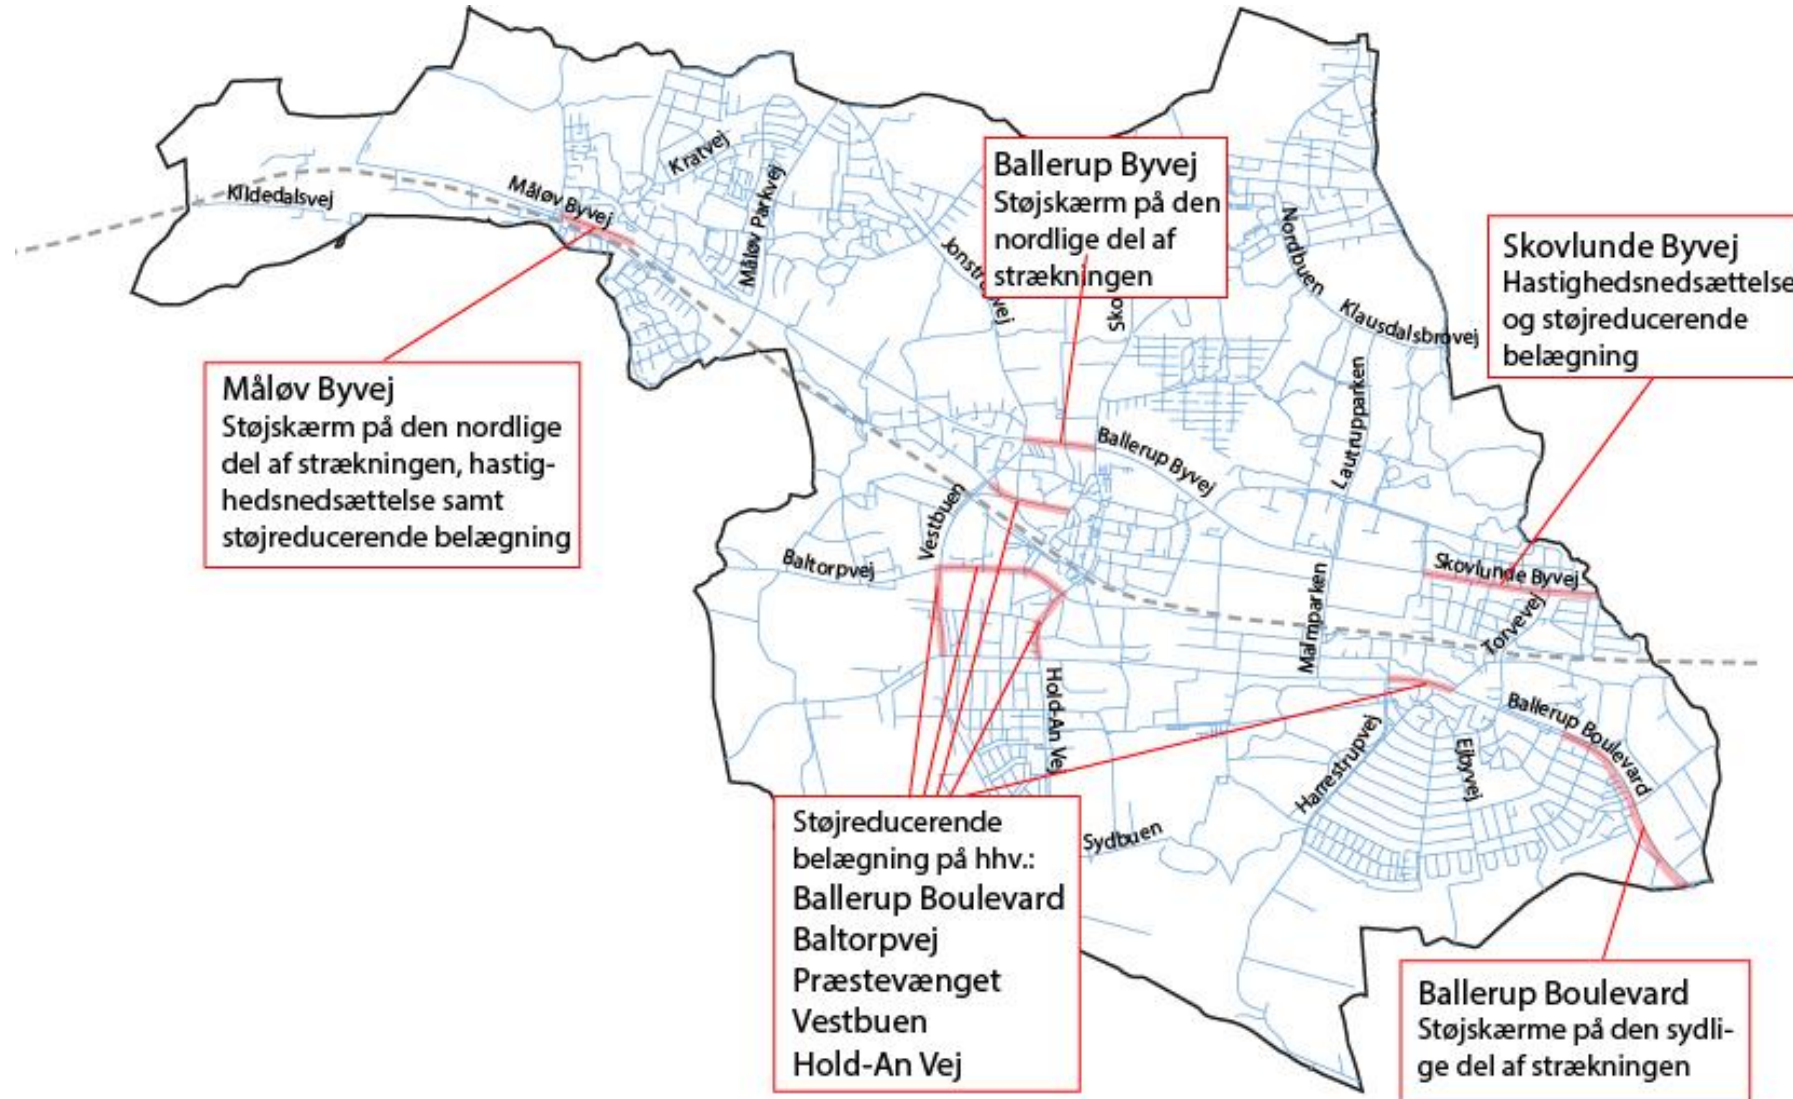 Kratvej
Måløv Byvej
Kildedalsvej
Måløv Parkvej
Ballerup Byvej
Støjskærm på den
nordlige del af
strækningen
Nordbuen
Skovlunde Byvej
Hastighedsnedsættelse
og støjreducerende
belægning
Klausdalsbrovej
Måløv Byvej
Støjskærm på den nordlige
del af strækningen, hastig-
hedsnedsættelse samt
støjreducerende belægning
Lautrupparken
Ballerup Byvej
Vestbuen
Baltorpvej
Skovlunde Byvej
Malmparken
Torvevej
Hold-An Vej
Ballerup Boulevard
Harrestrupvej
Ejbyvej
Sydbuen
Støjreducerende
belægning på hhv.:
Ballerup Boulevard
Baltorpvej
Præstevænget
Vestbuen
Hold-An Vej
Ballerup Boulevard
Støjskærme på den sydli-
ge del af strækningen